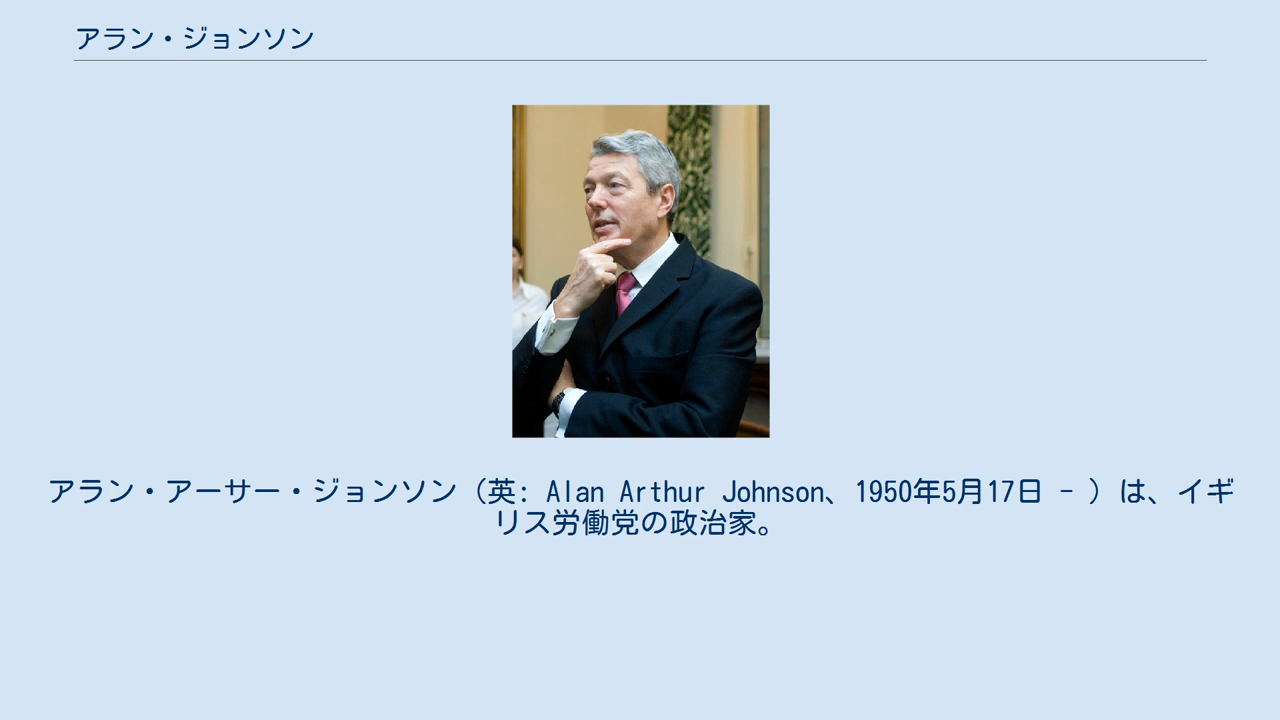 アラン・ジョンソン
アラン・アーサー・ジョンソン（英: Alan Arthur Johnson、1950年5月17日 - ）は、イギ
リス労働党の政治家。